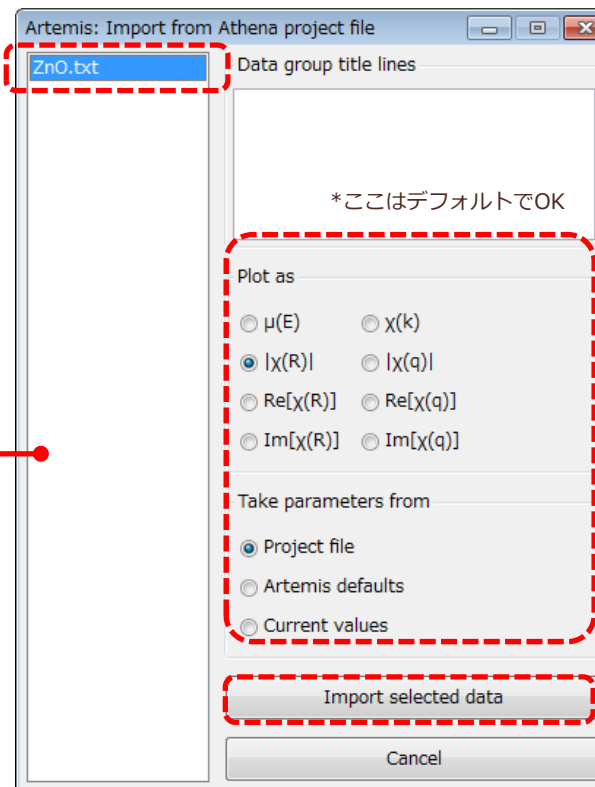 Artemis: Import from Athena project file
ZnO.txt
Data group title lines
*ここはデフォルトでOK
Plot as
μ(E) χ(k)
|χ(R)| |χ(q)|
Re[χ(R)] Re[χ(q)]
Im[χ(R)] Im[χ(q)]
Take parameters from
Project file
Artemis defaults
Current values
Import selected data
Cancel